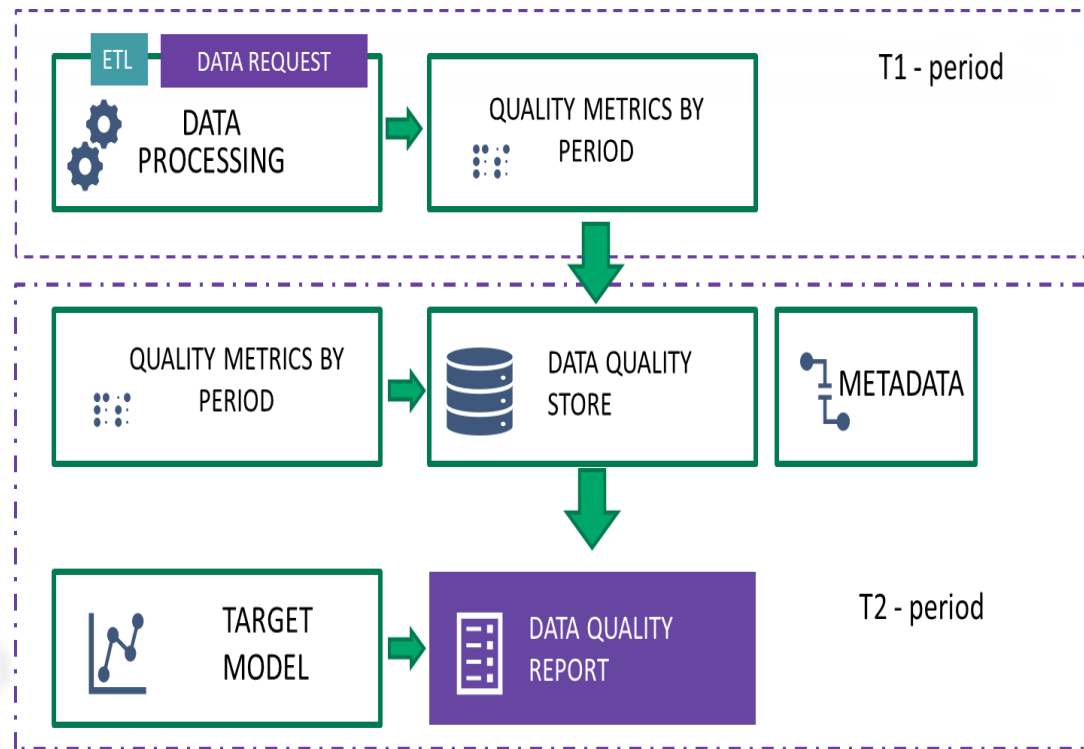 ETL
DATA REQUEST
T1 - period
DATA
PROCESSING
QUALITY METRICS BY
PERIOD
QUALITY METRICS BY
PERIOD
DATA QUALITY
STORE
METADATA
TARGET
MODEL
DATA QUALITY
REPORT
T2 - period